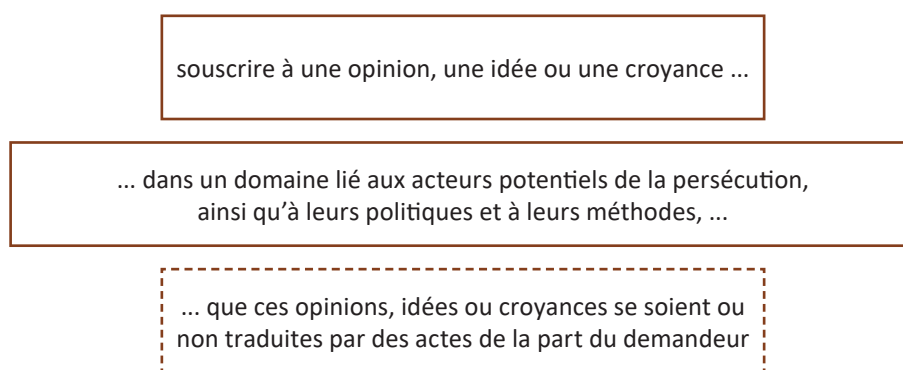 souscrire à une opinion, une idée ou une croyance ...
... dans un domaine lié aux acteurs potentiels de la persécution,
ainsi qu’à leurs politiques et à leurs méthodes, ...
... que ces opinions, idées ou croyances se soient ou
non traduites par des actes de la part du demandeur